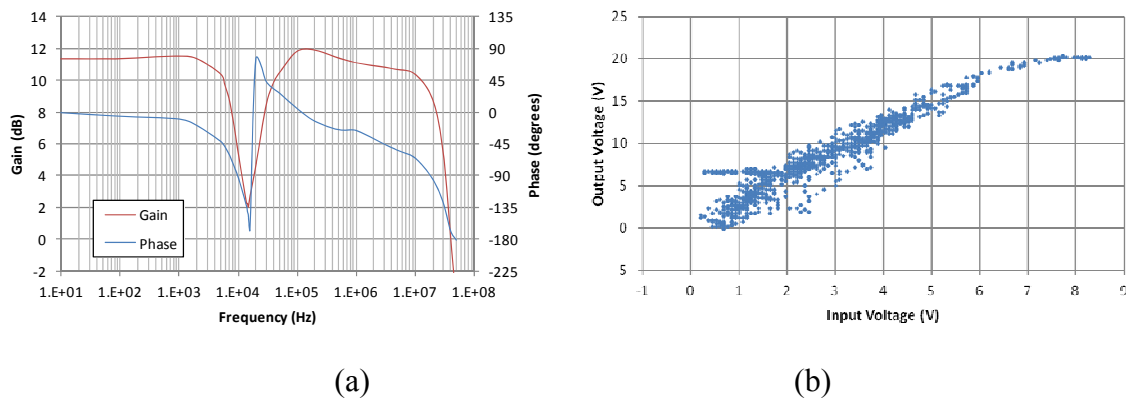 14
12
10
8
6
4
2
0
-2
Gain (dB)
135
90
45
0
-45
-90
-135
-180
-225
Phase (degrees)
Gain
Phase
1.E+01 1.E+02 1.E+03 1.E+04 1.E+05 1.E+06 1.E+07 1.E+08
Frequency (Hz)
(a)
25
20
15
10
5
0
5
Output Voltage (V)
-1 0 1 2 3 4 5 6 7 8 9
Input Voltage (V)
(b)